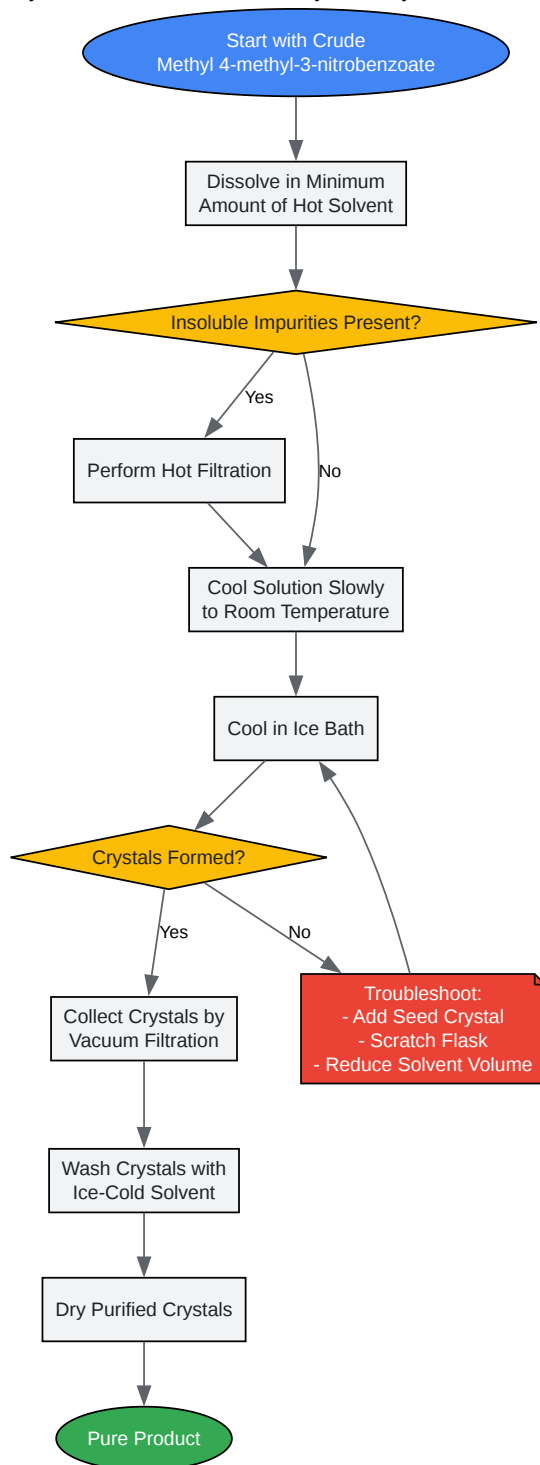 Start with Crude
Methyl 4-methyl-3-nitrobenzoate
Dissolve in Minimum
Amount of Hot Solvent
Insoluble Impurities Present?
Yes
No
Perform Hot Filtration
Cool Solution Slowly
to Room Temperature
Cool in Ice Bath
Crystals Formed?
Yes
No
Troubleshoot:
- Add Seed Crystal
- Scratch Flask
- Reduce Solvent Volume
Collect Crystals by
Vacuum Filtration
Wash Crystals with
Ice-Cold Solvent
Dry Purified Crystals
Pure Product